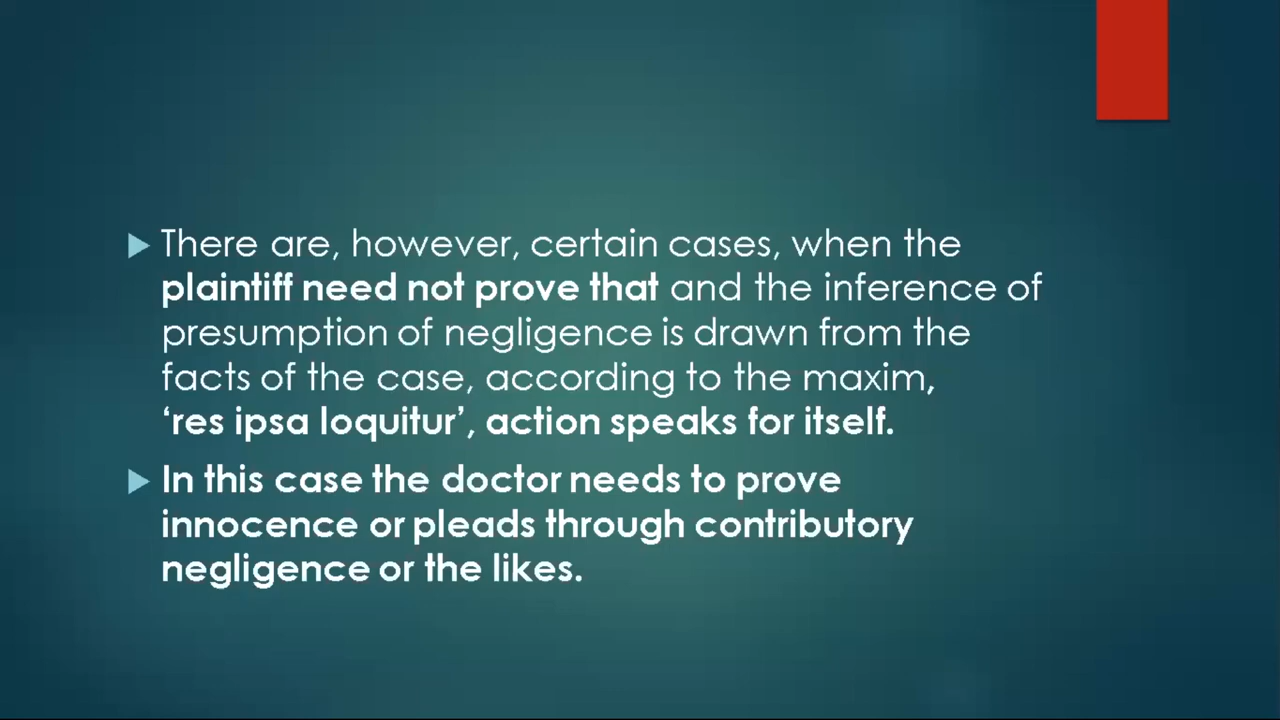 There are, however, certain cases, when the
plaintiff need not prove that and the inference of
presumption of negligence is drawn from the
facts of the case, according to the maxim,
‘res ipsa loquitur’, action speaks for itself.
In this case the doctor needs to prove
innocence or pleads through contributory
negligence or the likes.